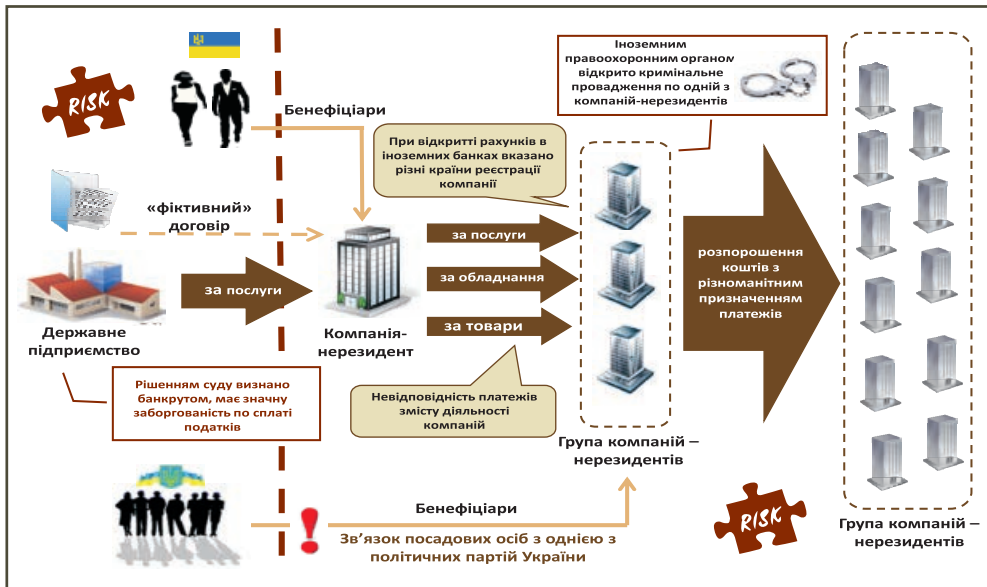 RISK
Бенефіціари
Іноземним
правоохоронним органом
відкрито кримінальне
провадження по одній з
компаній-нерезидентів
При відкритті рахунків в
іноземних банках вказано
різні країни реєстрації
компанії
«фіктивний»
договір
за послуги
Державне
підприємство
Компанія-
нерезидент
за послуги
за обладнання
за товари
розпорошення
коштів з
різноманітним
призначенням
платежів
Рішенням суду визнано
банкрутом, має значну
заборгованість по сплаті
податків
Невідповідність платежів
змісту діяльності
компаній
Група компаній –
нерезидентів
Бенефіціари
Зв’язок посадових осіб з однією з
політичних партій України
RISK
Група компаній –
нерезидентів